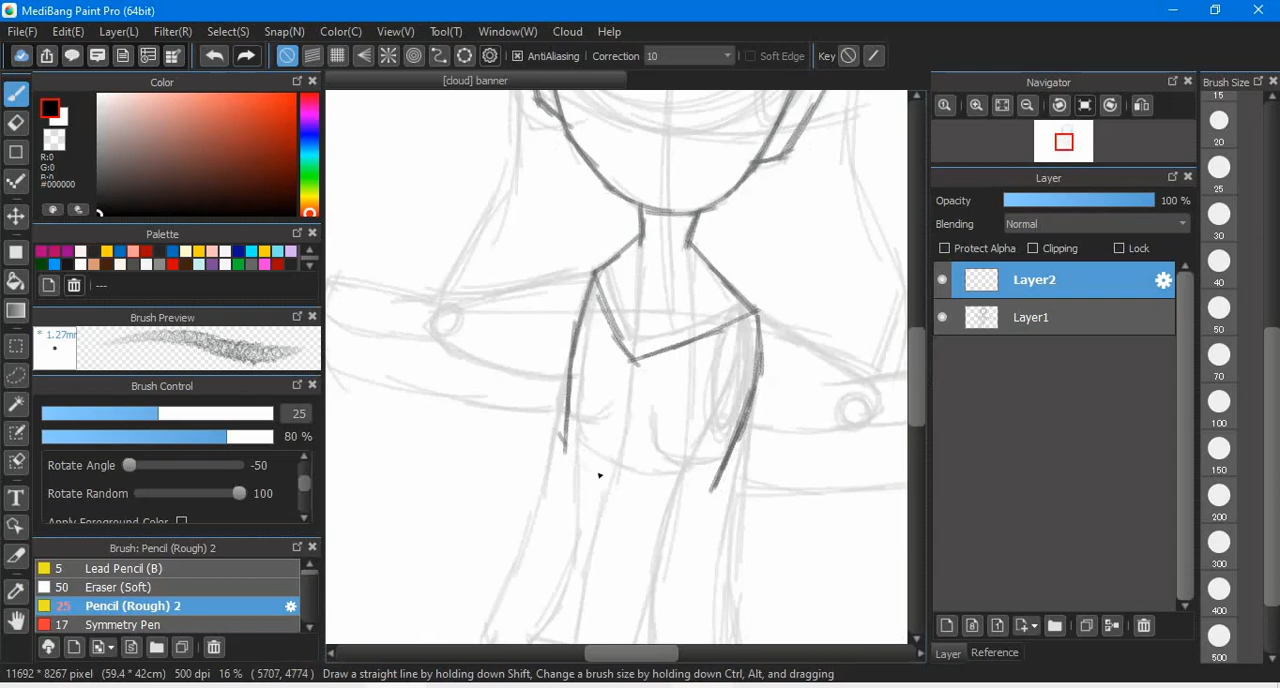 MediBang Paint Pro (64bit)
File(F) Edit(E) Layer(L) Filter(R) Select(S) Snap(N) Color(C) View(V) Tool(T) Window(W) Cloud Help
AntiAliasing Correction 10 Soft Edge Key
Color
[cloud] banner
Navigator
Brush Size
R:0
G:0
B:0
#000000
Palette
---
Brush Preview
* 1.27mm
Brush Control
25
80 %
Rotate Angle -50
Rotate Random 100
Apply Foreground Color
Brush: Pencil (Rough) 2
5 Lead Pencil (B)
50 Eraser (Soft)
25 Pencil (Rough) 2
17 Symmetry Pen
Layer
Opacity 100 %
Blending Normal
Protect Alpha Clipping Lock
Layer2
Layer1
Layer Reference
15
20
25
30
40
50
70
100
150
200
300
400
500
11692 * 8267 pixel (59.4 * 42cm) 500 dpi 16 % ( 5707, 4774 ) Draw a straight line by holding down Shift, Change a brush size by holding down Ctrl, Alt, and dragging